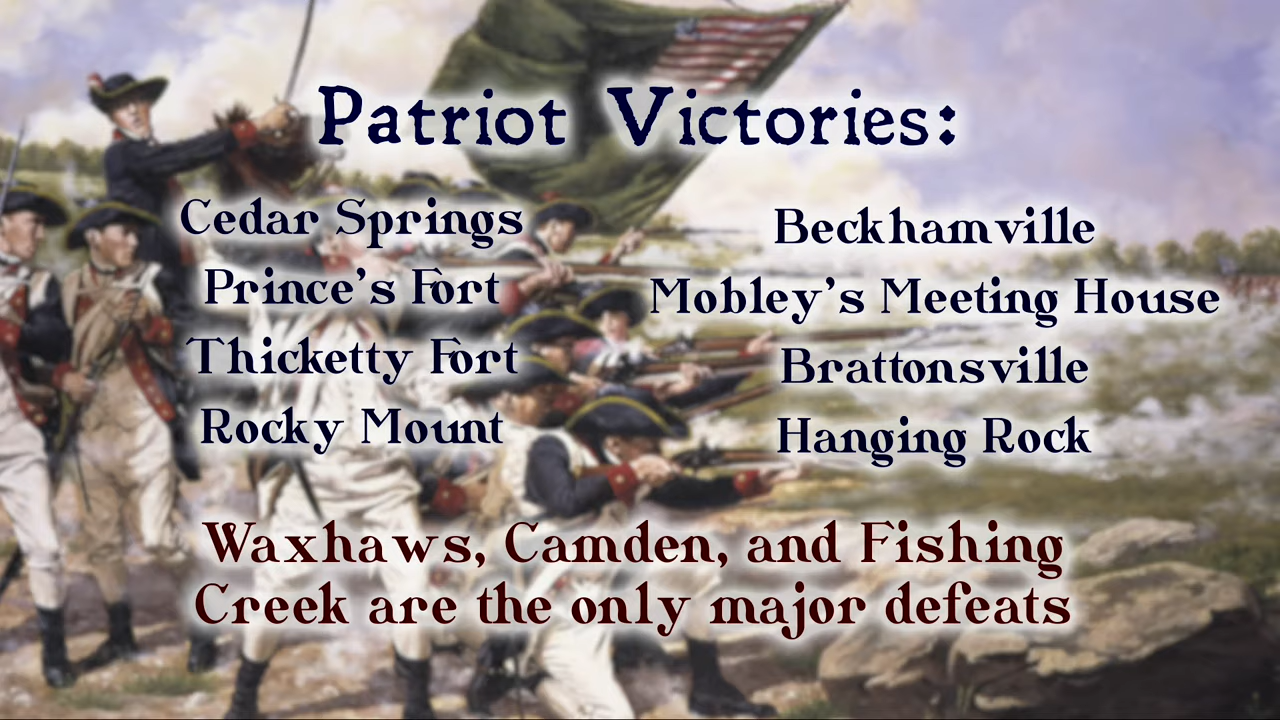 Patriot Victories:
Cedar Springs
Prince's Fort
Thicketty Fort
Rocky Mount
Beckhamville
Mobley's Meeting House
Brattonsville
Hanging Rock
Waxhaws, Camden, and Fishing
Creek are the only major defeats